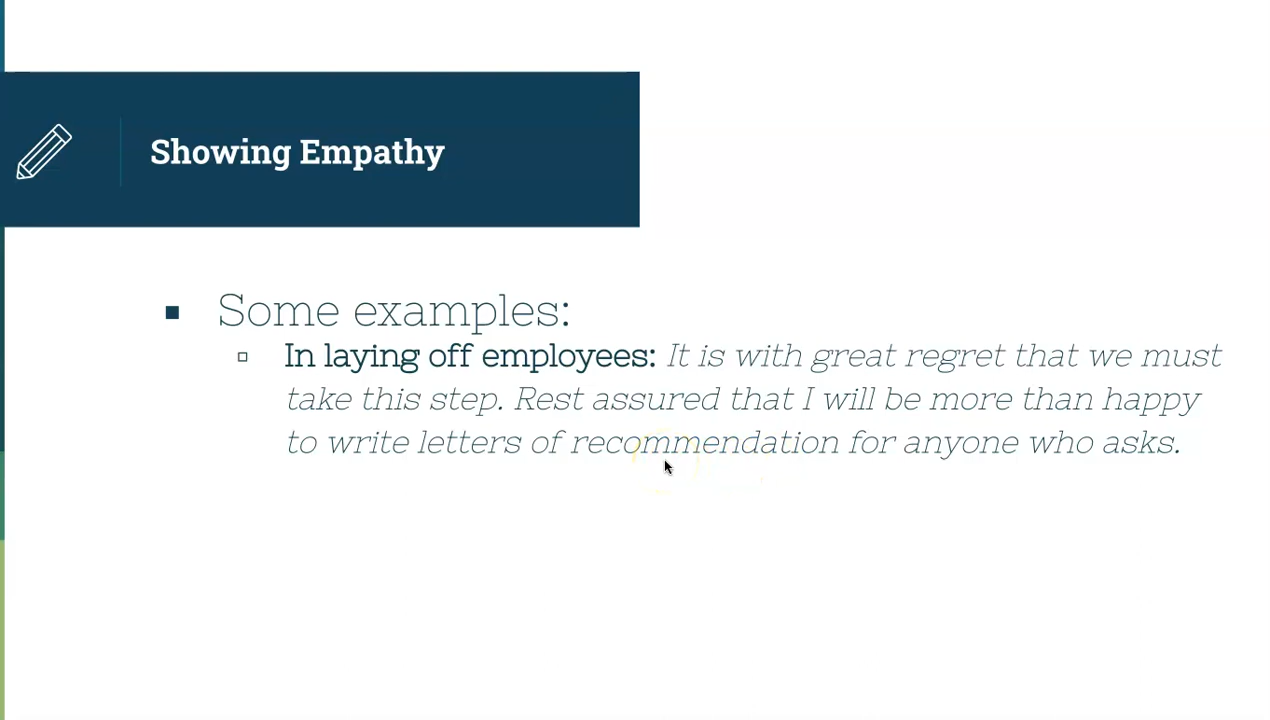 Showing Empathy
Some examples:
In laying off employees: It is with great regret that we must
take this step. Rest assured that I will be more than happy
to write letters of recommendation for anyone who asks.